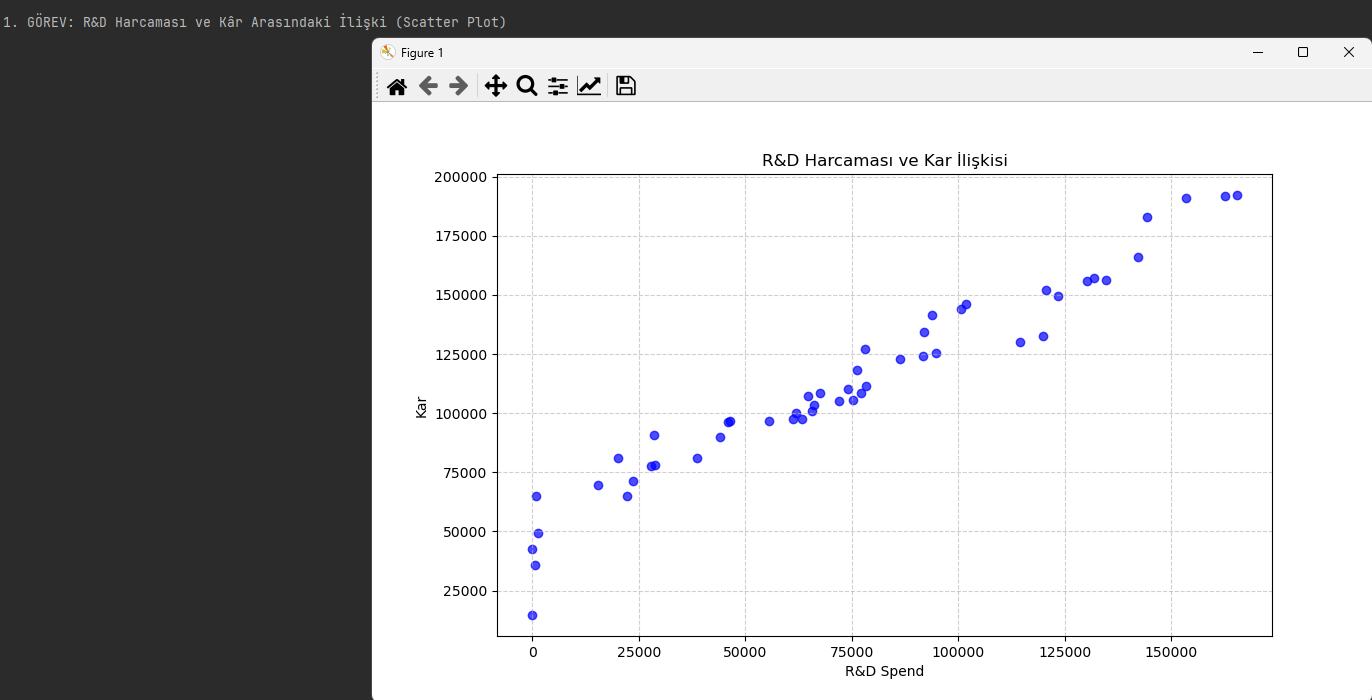 1. GÖREV: R&D Harcaması ve Kâr Arasındaki İlişki (Scatter Plot)
Figure 1
R&D Harcaması ve Kar İlişkisi
200000
175000
150000
125000
100000
75000
50000
25000
Kar
0 25000 50000 75000 100000 125000 150000
R&D Spend